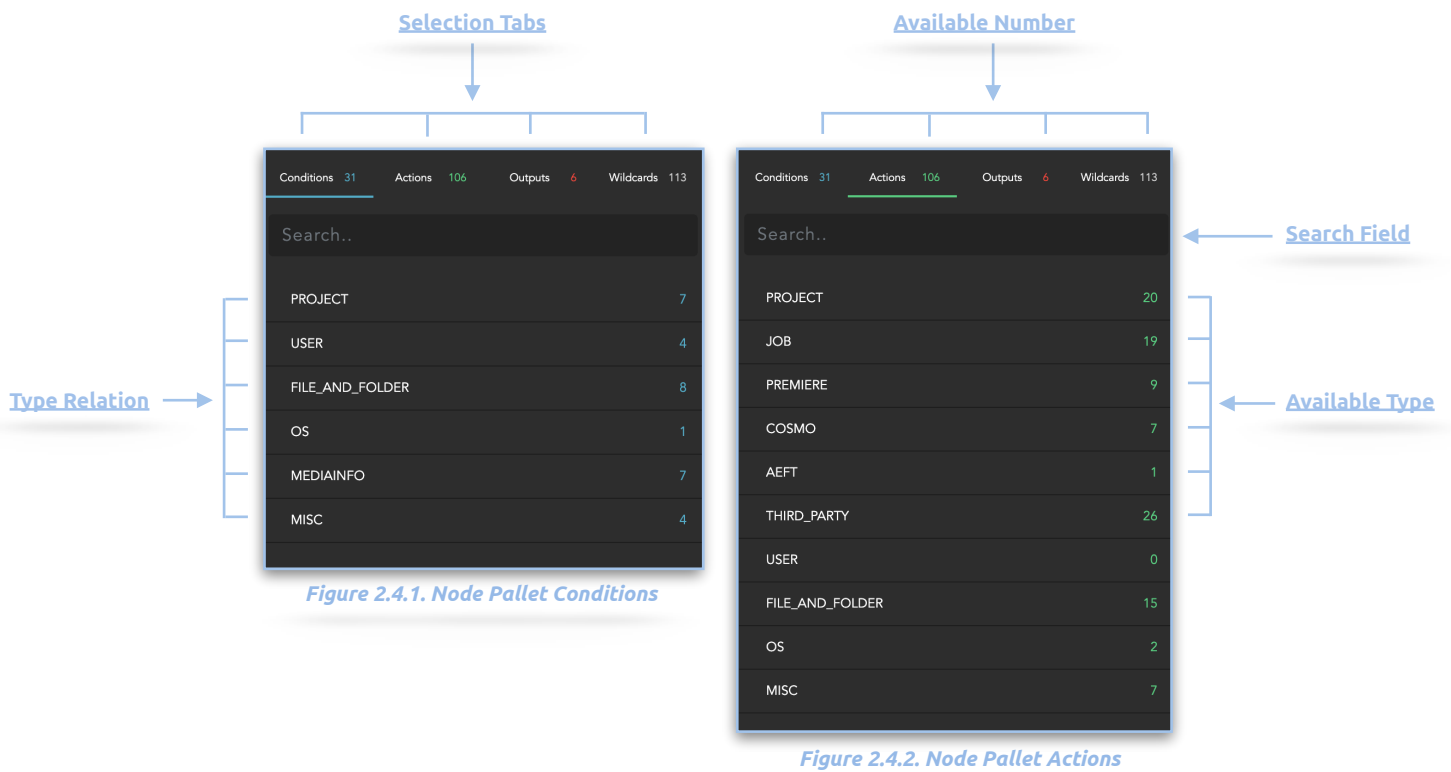 Selection Tabs
Available Number
Conditions 31 Actions 106 Outputs 6 Wildcards 113
Search..
PROJECT 7
USER 4
FILE_AND_FOLDER 8
OS 1
MEDIAINFO 7
MISC 4
Type Relation
Figure 2.4.1. Node Pallet Conditions
Conditions 31 Actions 106 Outputs 6 Wildcards 113
Search..
PROJECT 20
JOB 19
PREMIERE 9
COSMO 7
AEFT 1
THIRD_PARTY 26
USER 0
FILE_AND_FOLDER 15
OS 2
MISC 7
Search Field
Available Type
Figure 2.4.2. Node Pallet Actions